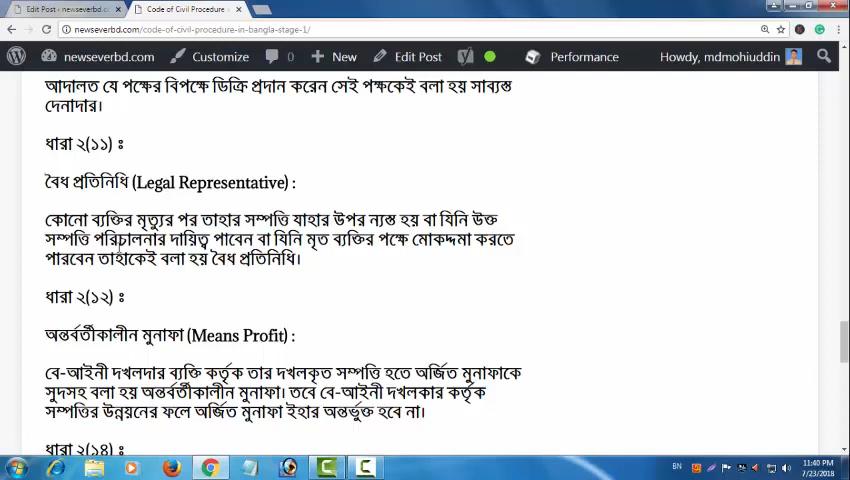 Edit Post ‹ newseverbd.com
Code of Civil Procedure
newseverbd.com/code-of-civil-procedure-in-bangla-stage-1/
newseverbd.com Customize 0 New Edit Post Performance Howdy, mdmohiuddin
আদালত যে পক্ষের বিপক্ষে ডিক্রি প্রদান করেন সেই পক্ষকেই বলা হয় সাব্যস্ত
দেনাদার।
ধারা ২(১১) ঃ
বৈধ প্রতিনিধি (Legal Representative) :
কোনো ব্যক্তির মৃত্যুর পর তাহার সম্পত্তি যাহার উপর ন্যস্ত হয় বা যিনি উক্ত
সম্পত্তি পরিচালনার দায়িত্ব পাবেন বা যিনি মৃত ব্যক্তির পক্ষে মোকদ্দমা করতে
পারবেন তাহাকেই বলা হয় বৈধ প্রতিনিধি।
ধারা ২(১২) ঃ
অন্তর্বর্তীকালীন মুনাফা (Means Profit) :
বে-আইনী দখলদার ব্যক্তি কর্তৃক তার দখলকৃত সম্পত্তি হতে অর্জিত মুনাফাকে
সুদসহ বলা হয় অন্তর্বর্তীকালীন মুনাফা। তবে বে-আইনী দখলকার কর্তৃক
সম্পত্তির উন্নয়নের ফলে অর্জিত মুনাফা ইহার অন্তর্ভুক্ত হবে না।
ধারা ২(১৪) ঃ
BN
11:40 PM
7/23/2018